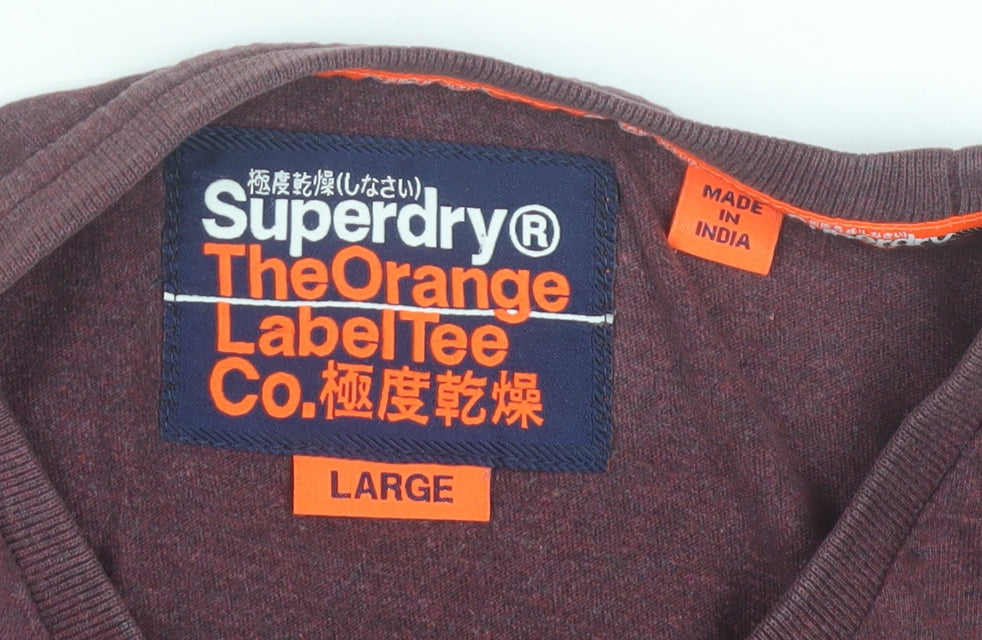 極度乾燥(しなさい)
Superdry®
TheOrange
LabelTee
Co.極度乾燥
LARGE
MADE
IN
INDIA